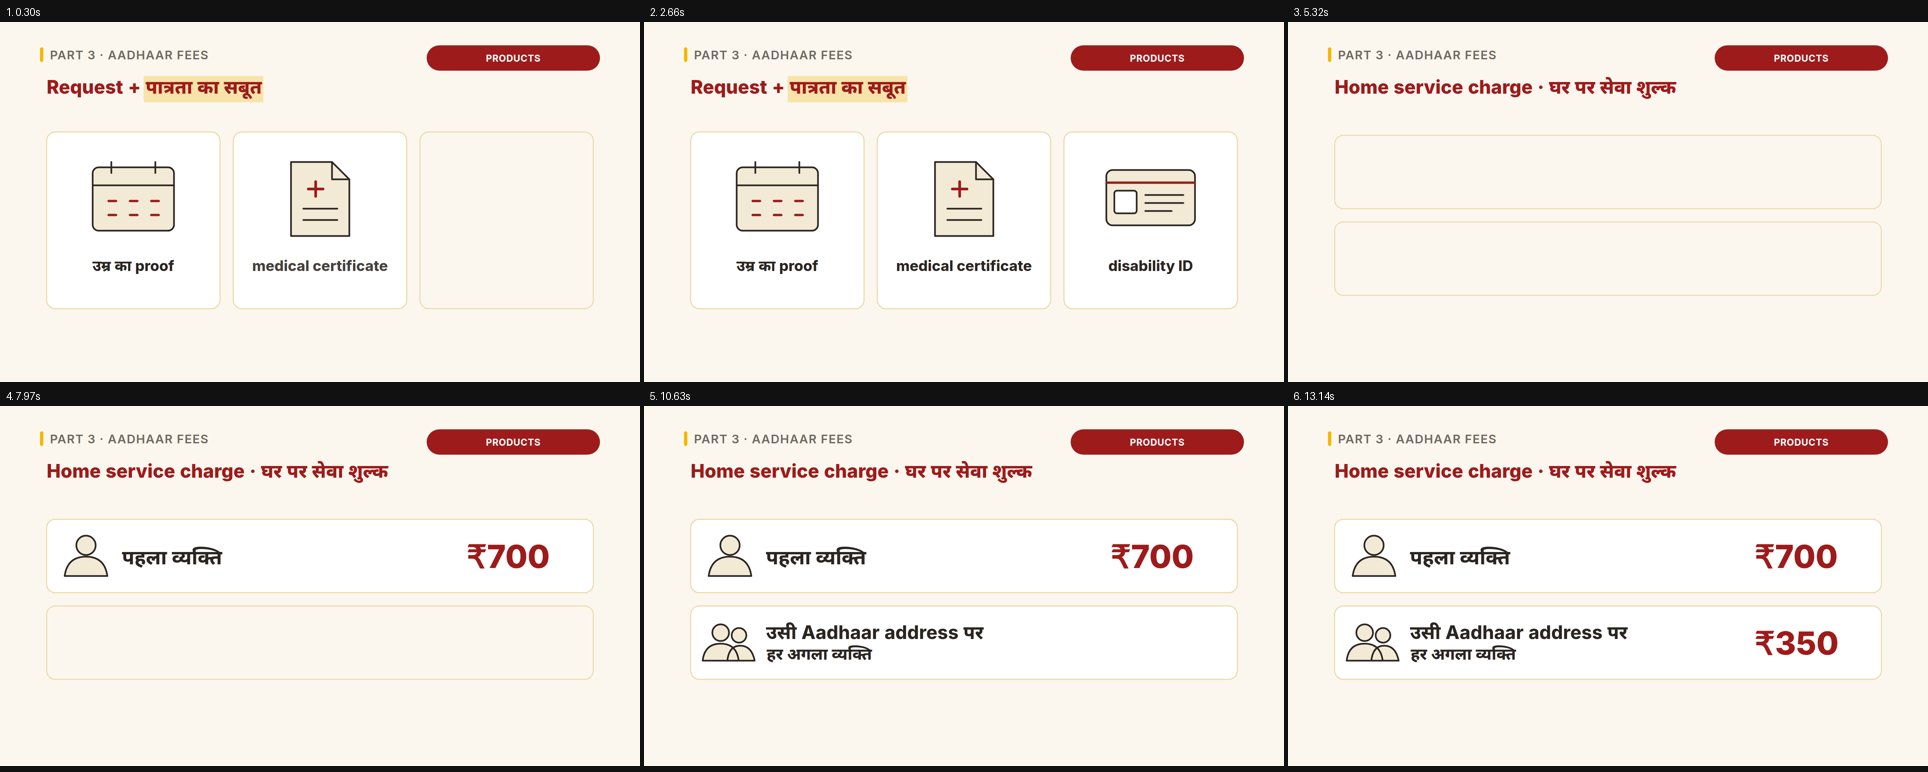 1. 0.30s
PART 3 · AADHAAR FEES
PRODUCTS
Request + पात्रता का सबूत
उम्र का proof
medical certificate
2. 2.66s
PART 3 · AADHAAR FEES
PRODUCTS
Request + पात्रता का सबूत
उम्र का proof
medical certificate
disability ID
3. 5.32s
PART 3 · AADHAAR FEES
PRODUCTS
Home service charge · घर पर सेवा शुल्क
4. 7.97s
PART 3 · AADHAAR FEES
PRODUCTS
Home service charge · घर पर सेवा शुल्क
पहला व्यक्ति
₹700
5. 10.63s
PART 3 · AADHAAR FEES
PRODUCTS
Home service charge · घर पर सेवा शुल्क
पहला व्यक्ति
₹700
उसी Aadhaar address पर
हर अगला व्यक्ति
6. 13.14s
PART 3 · AADHAAR FEES
PRODUCTS
Home service charge · घर पर सेवा शुल्क
पहला व्यक्ति
₹700
उसी Aadhaar address पर
हर अगला व्यक्ति
₹350